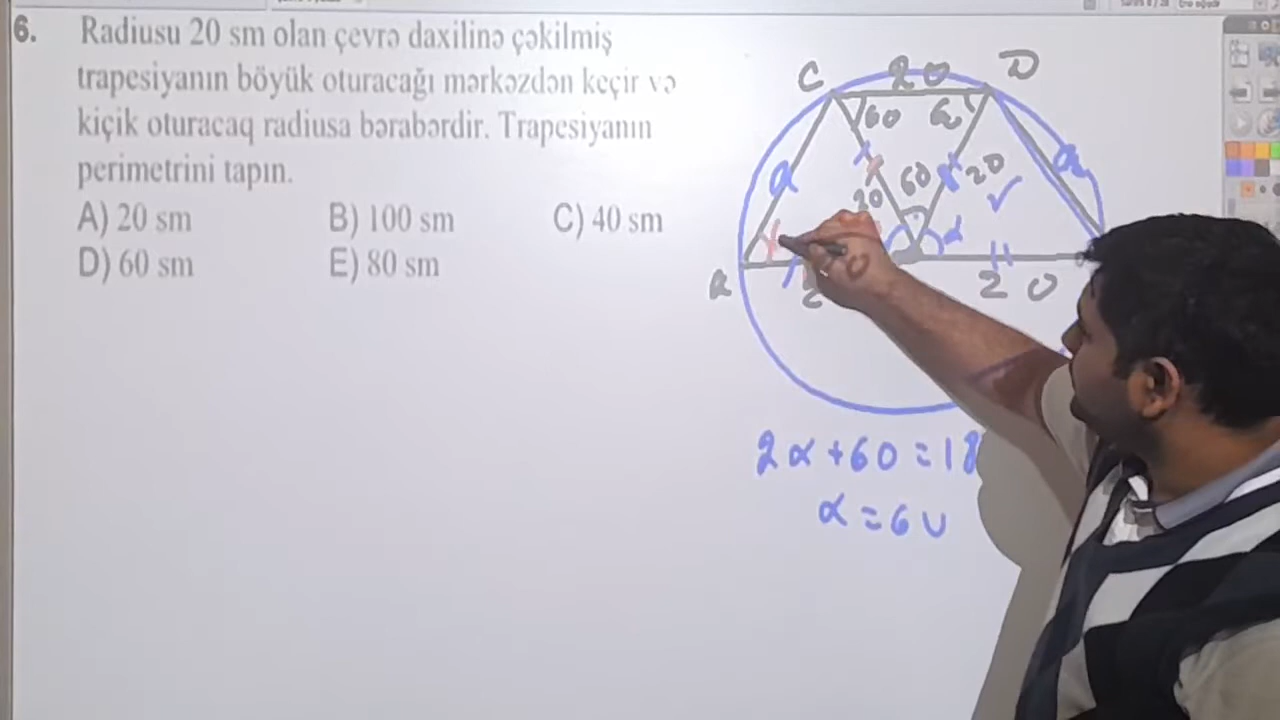 6. Radiusu 20 sm olan çevrə daxilinə çəkilmiş
trapesiyanın böyük oturacağı mərkəzdən keçir və
kiçik oturacaq radiusa bərabərdir. Trapesiyanın
perimetrini tapın.
A) 20 sm B) 100 sm C) 40 sm
D) 60 sm E) 80 sm
C 20 D
60
a a
20 60 20
α
20
2α+60=18
α=60